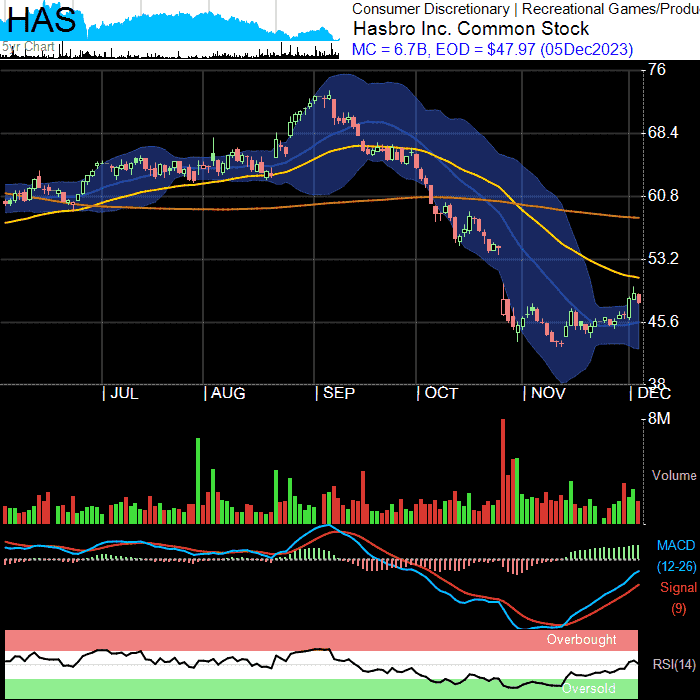 HAS
5yr Chart
Consumer Discretionary | Recreational Games/Produ
Hasbro Inc. Common Stock
MC = 6.7B, EOD = $47.97 (05Dec2023)
76
68.4
60.8
53.2
45.6
38
JUL
AUG
SEP
OCT
NOV
DEC
8M
Volume
MACD
(12-26)
Signal
(9)
Overbought
RSI(14)
Oversold